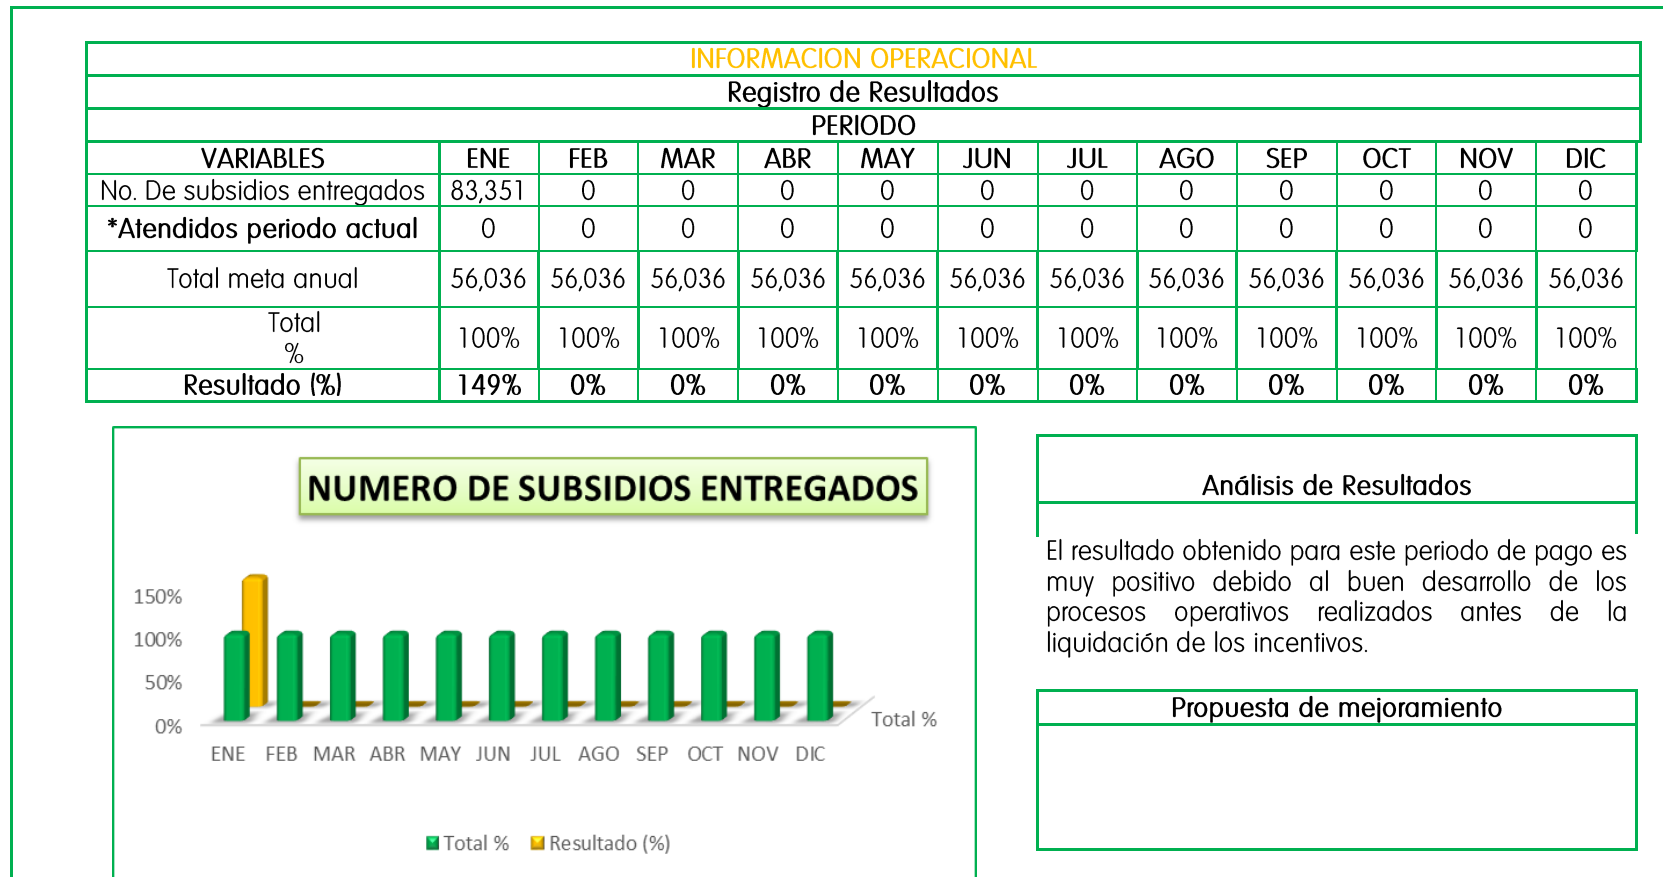 INFORMACION OPERACIONAL
Registro de Resultados
PERIODO
VARIABLES ENE FEB MAR ABR MAY JUN JUL AGO SEP OCT NOV DIC
No. De subsidios entregados 83,351 0 0 0 0 0 0 0 0 0 0 0
*Atendidos periodo actual 0 0 0 0 0 0 0 0 0 0 0 0
Total meta anual 56,036 56,036 56,036 56,036 56,036 56,036 56,036 56,036 56,036 56,036 56,036 56,036
Total
% 100% 100% 100% 100% 100% 100% 100% 100% 100% 100% 100% 100%
Resultado (%) 149% 0% 0% 0% 0% 0% 0% 0% 0% 0% 0% 0%
NUMERO DE SUBSIDIOS ENTREGADOS
150%
100%
50%
0%
Total %
ENE FEB MAR ABR MAY JUN JUL AGO SEP OCT NOV DIC
Total % Resultado (%)
Análisis de Resultados
El resultado obtenido para este periodo de pago es
muy positivo debido al buen desarrollo de los
procesos operativos realizados antes de la
liquidación de los incentivos.
Propuesta de mejoramiento